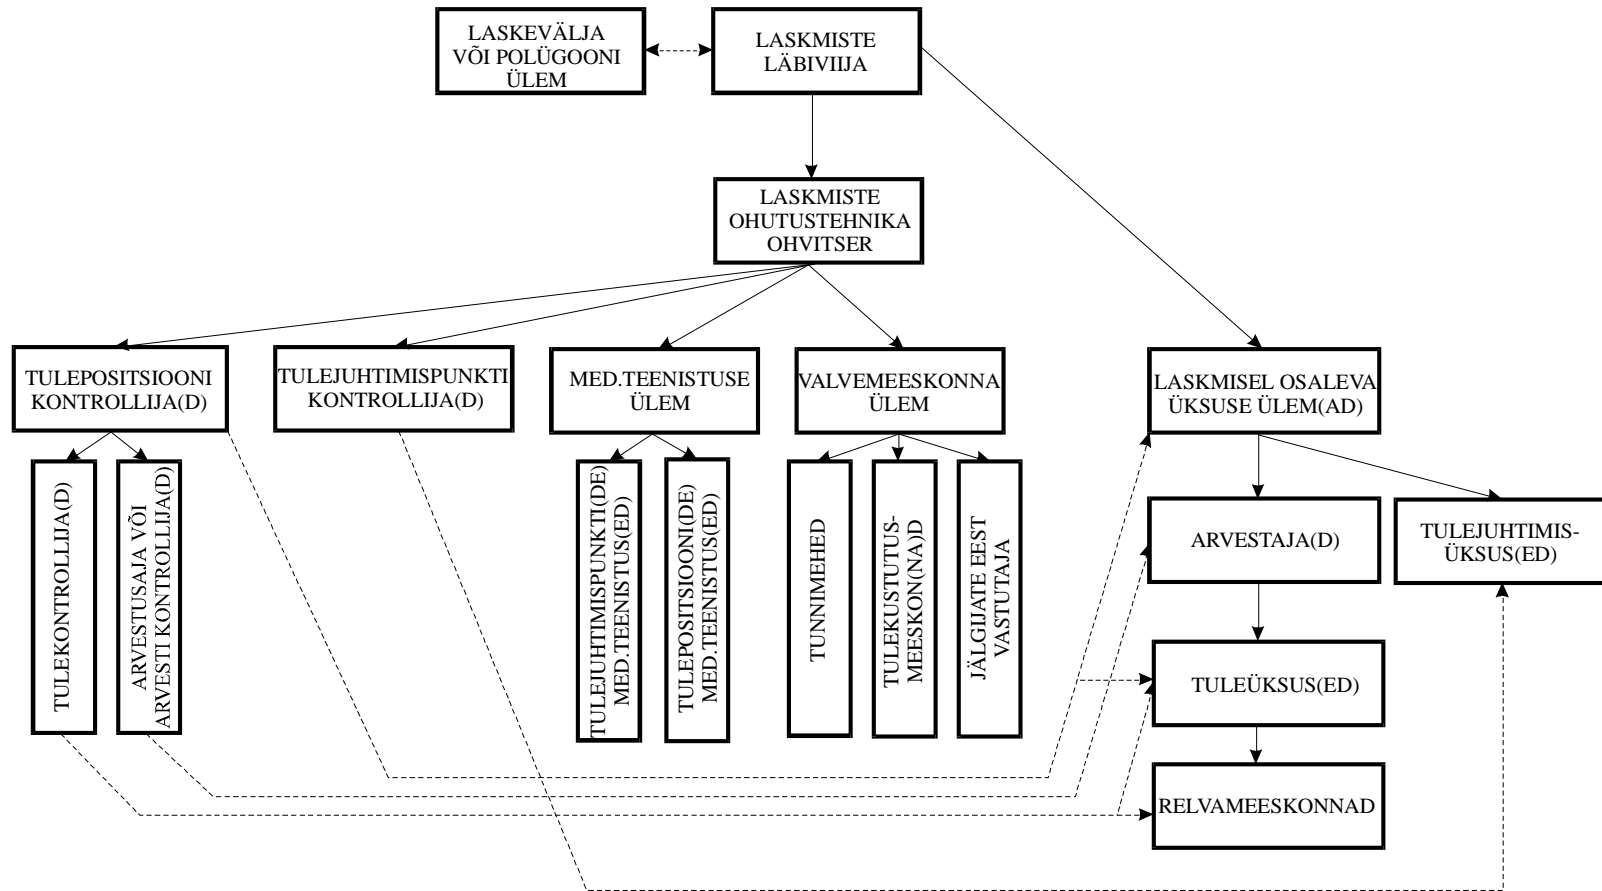 LASKEVÄLJA
VÕI POLÜGOONI
ÜLEM
LASKMISTE
LÄBIVIIJA
LASKMISTE
OHUTUSTEHNIKA
OHVITSER
TULEPOSITSIOONI
KONTROLLIJA(D)
TULEJUHTIMISPUNKTI
KONTROLLIJA(D)
MED.TEENISTUSE
ÜLEM
VALVEMEESKONNA
ÜLEM
LASKMISEL OSALEVA
ÜKSUSE ÜLEM(AD)
TULEKONTROLLIJA(D)
ARVESTUSAJA VÕI
ARVESTI KONTROLLIJA(D)
TULEJUHTIMISPUNKTI(DE)
MED.TEENISTUS(ED)
TULEPOSITSIOONI(DE)
MED.TEENISTUS(ED)
TUNNIMEHED
TULEKUSTUTUS-
MEESKON(NA)D
JÄLGIJATE EEST
VASTUTAJA
ARVESTAJA(D)
TULEJUHTIMIS-
ÜKSUS(ED)
TULEÜKSUS(ED)
RELVAMEESKONNAD